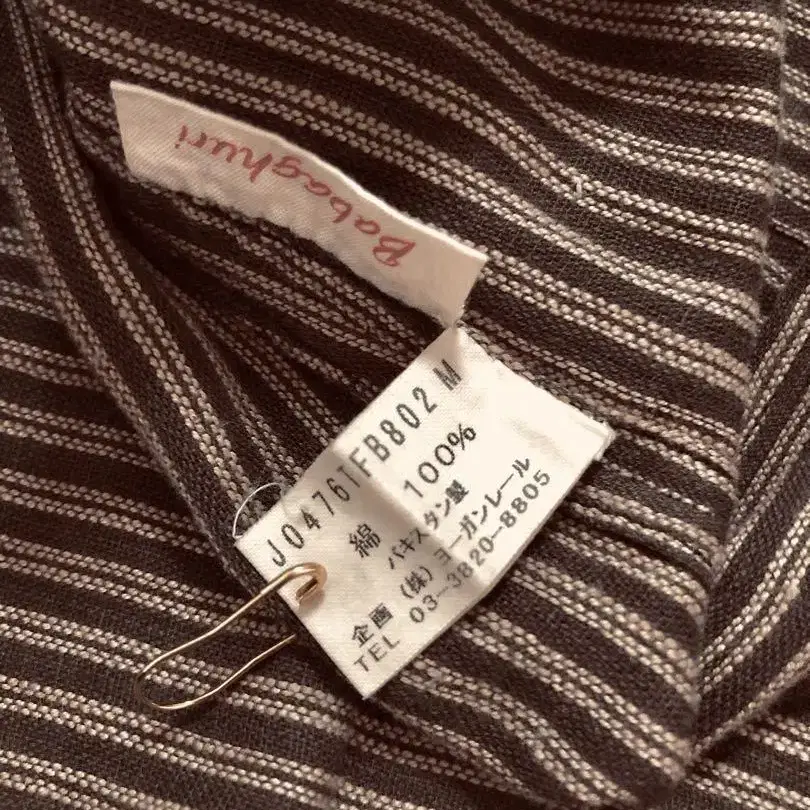 Babaghuri
J0476TFB802 M
綿 100%
パキスタン製
企画 (株) ヨーガンレール
TEL 03-3820-8805